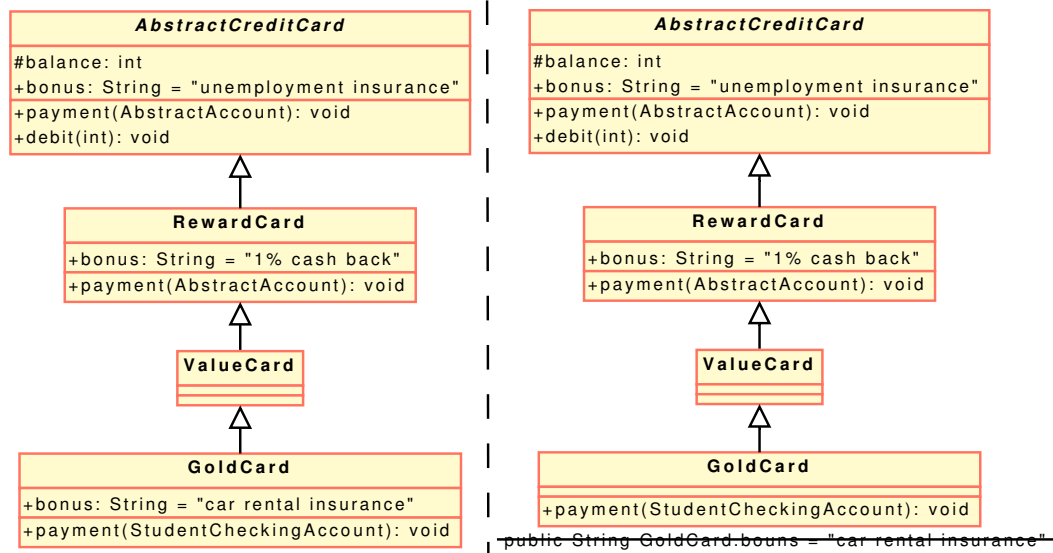 AbstractCreditCard
#balance: int
+bonus: String = "unemployment insurance"
+payment(AbstractAccount): void
+debit(int): void
RewardCard
+bonus: String = "1% cash back"
+payment(AbstractAccount): void
ValueCard
GoldCard
+bonus: String = "car rental insurance"
+payment(StudentCheckingAccount): void
AbstractCreditCard
#balance: int
+bonus: String = "unemployment insurance"
+payment(AbstractAccount): void
+debit(int): void
RewardCard
+bonus: String = "1% cash back"
+payment(AbstractAccount): void
ValueCard
GoldCard
+payment(StudentCheckingAccount): void
public String GoldCard.bouns = "car rental insurance"